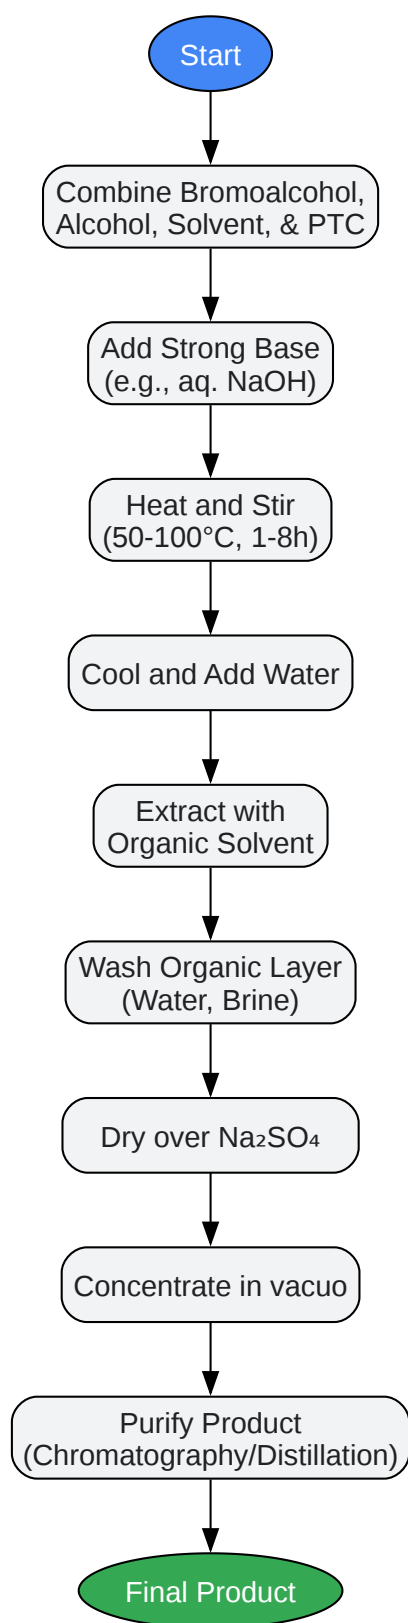 Start
Combine Bromoalcohol,
Alcohol, Solvent, & PTC
Add Strong Base
(e.g., aq. NaOH)
Heat and Stir
(50-100°C, 1-8h)
Cool and Add Water
Extract with
Organic Solvent
Wash Organic Layer
(Water, Brine)
Dry over Na₂SO₄
Concentrate in vacuo
Purify Product
(Chromatography/Distillation)
Final Product